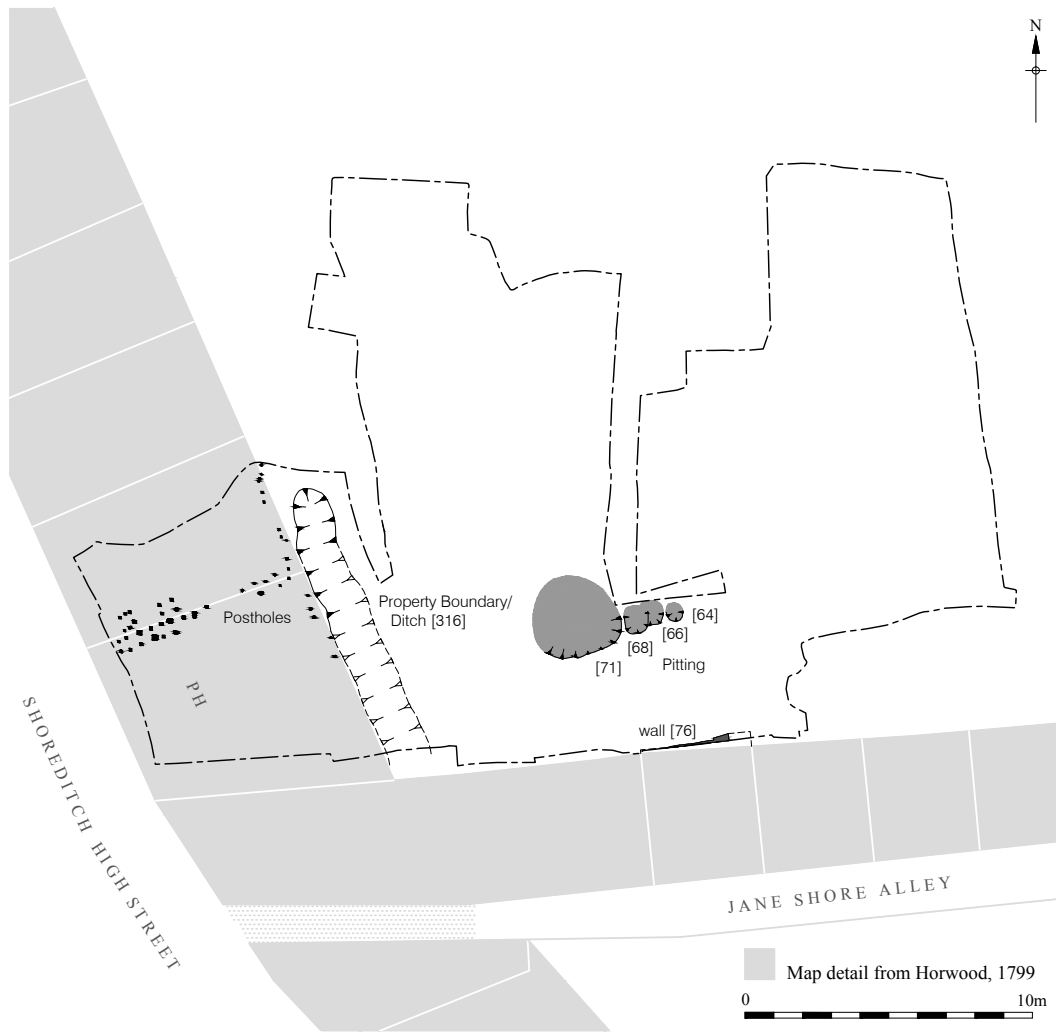 N
Postholes
Property Boundary/
Ditch [316]
[64]
[66]
[68]
[71]
Pitting
PH
wall [76]
SHOREDITCH HIGH STREET
JANE SHORE ALLEY
Map detail from Horwood, 1799
0
10m